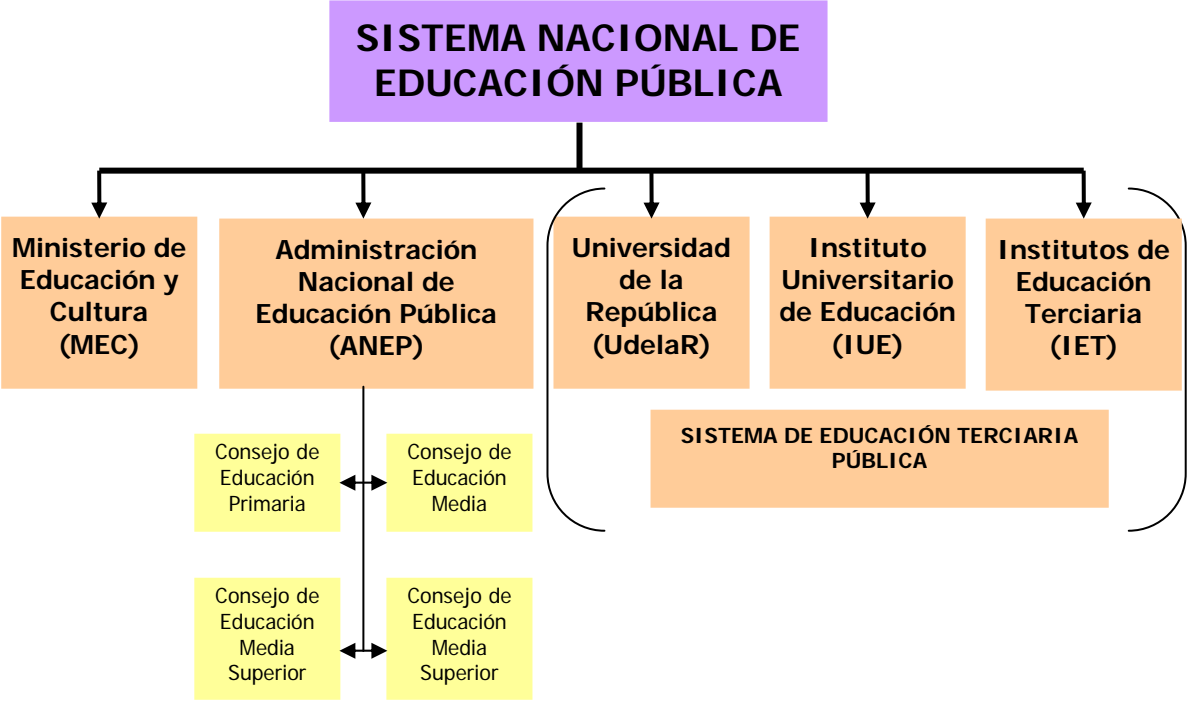 SISTEMA NACIONAL DE
EDUCACIÓN PÚBLICA
Ministerio de
Educación y
Cultura
(MEC)
Administración
Nacional de
Educación Pública
(ANEP)
Universidad
de la
República
(UdelaR)
Instituto
Universitario
de Educación
(IUE)
Institutos de
Educación
Terciaria
(IET)
SISTEMA DE EDUCACIÓN TERCIARIA
PÚBLICA
Consejo de
Educación
Primaria
Consejo de
Educación
Media
Consejo de
Educación
Media
Superior
Consejo de
Educación
Media
Superior